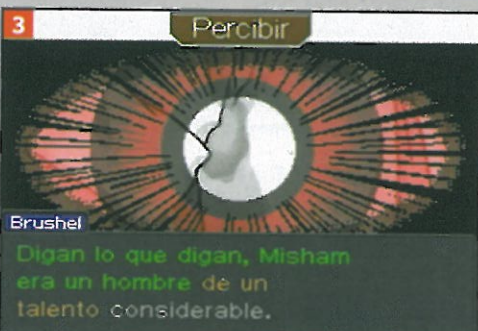 3
Percibir
Brushel
Digan lo que digan, Misham
era un hombre de un
talento considerable.